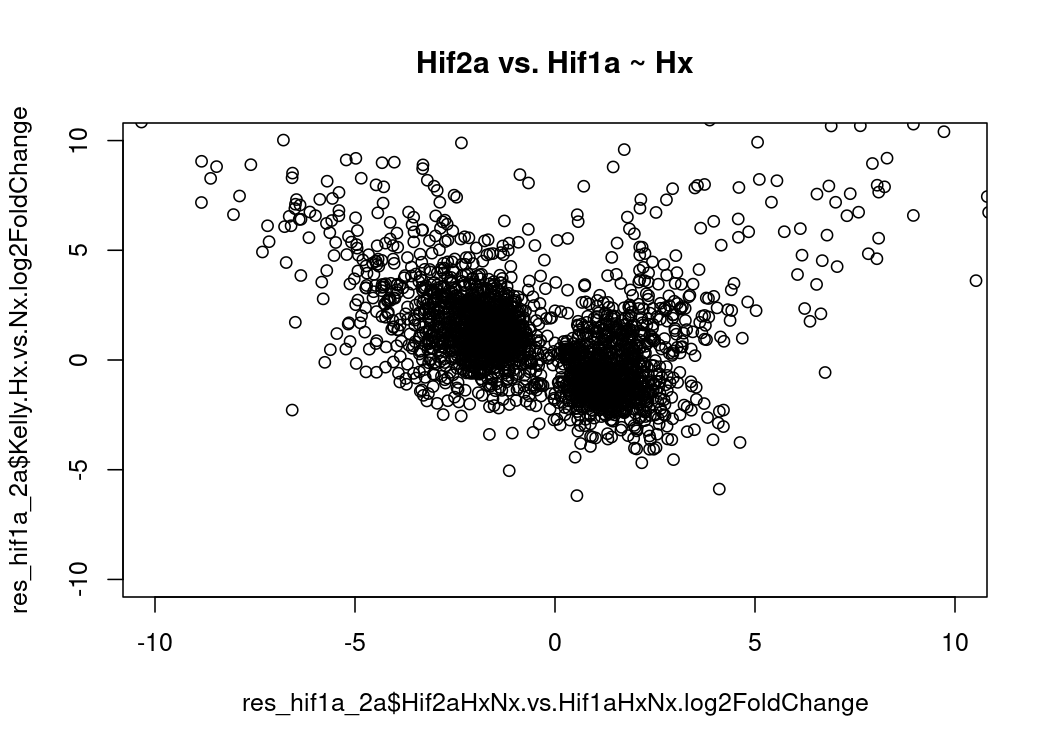 Hif2a vs. Hif1a ~ Hx
res_hif1a_2a$Kelly.Hx.vs.Nx.log2FoldChange
10
5
0
-5
-10
-10 -5 0 5 10
res_hif1a_2a$Hif2aHxNx.vs.Hif1aHxNx.log2FoldChange